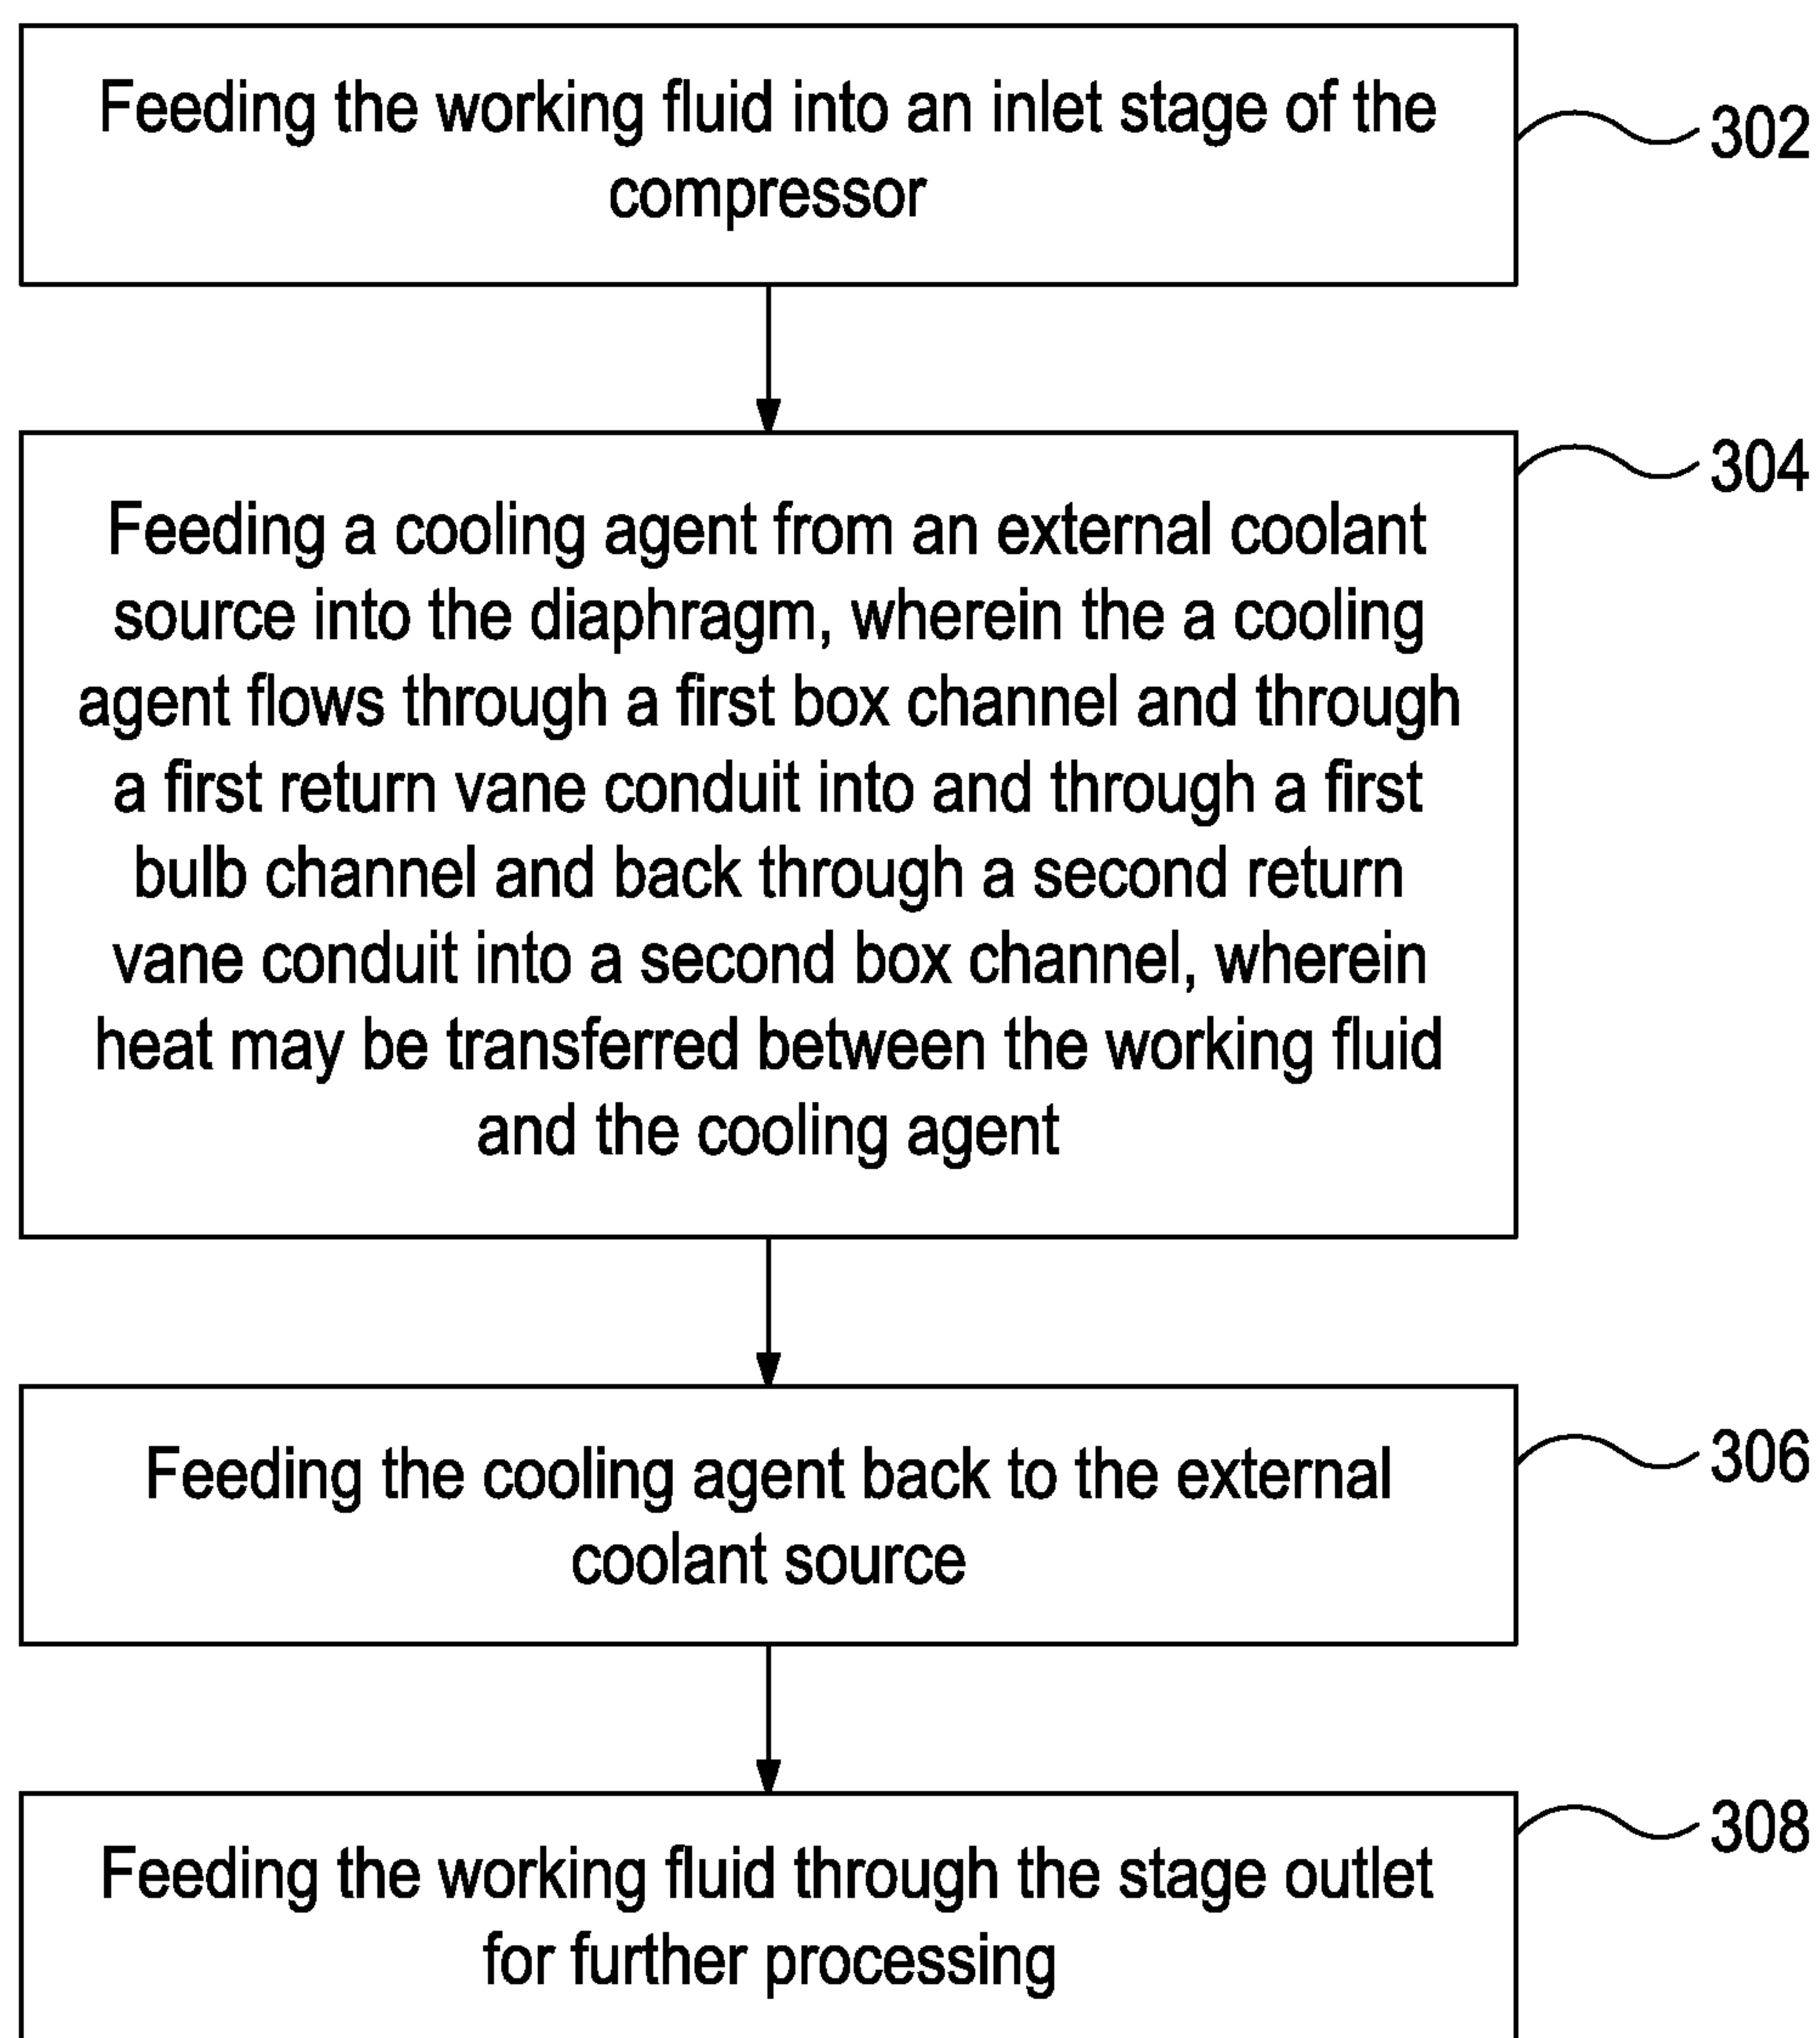 Feeding the working fluid into an inlet stage of the
compressor
302
Feeding a cooling agent from an external coolant
source into the diaphragm, wherein the a cooling
agent flows through a first box channel and through
a first return vane conduit into and through a first
bulb channel and back through a second return
vane conduit into a second box channel, wherein
heat may be transferred between the working fluid
and the cooling agent
304
Feeding the cooling agent back to the external
coolant source
306
Feeding the working fluid through the stage outlet
for further processing
308